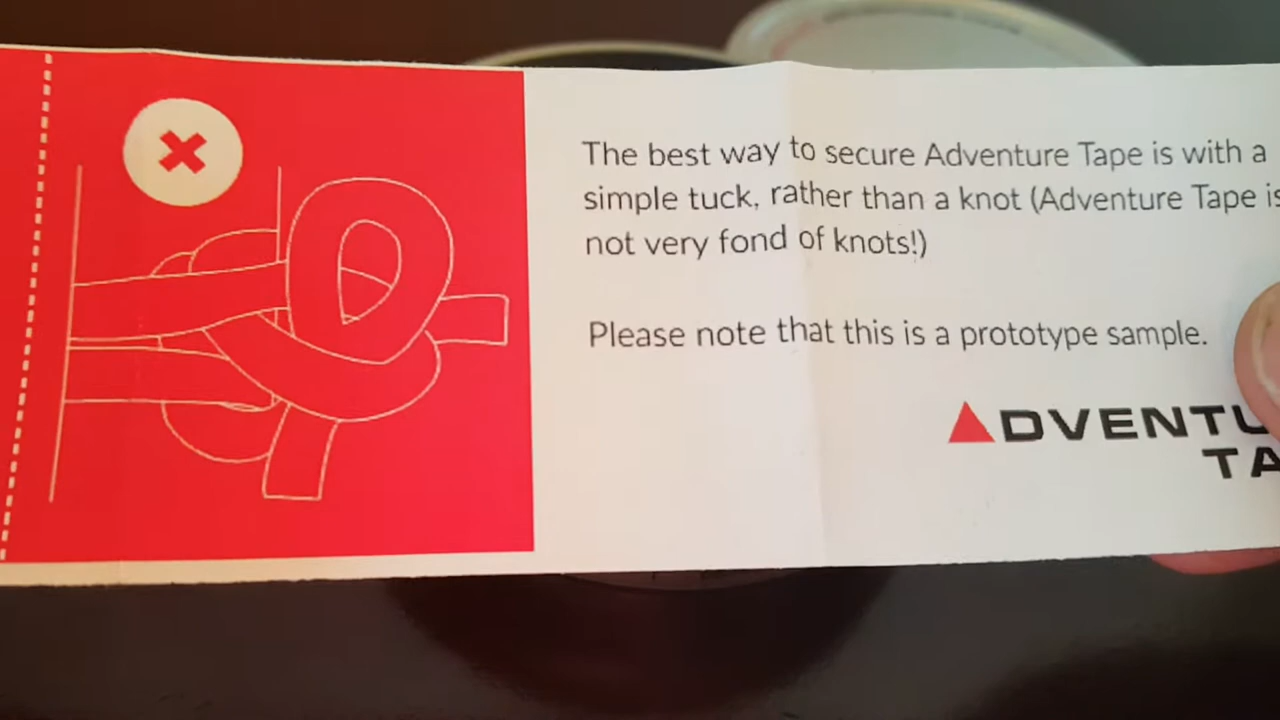 The best way to secure Adventure Tape is with a
simple tuck, rather than a knot (Adventure Tape is
not very fond of knots!)
Please note that this is a prototype sample.
ADVENTU
TA